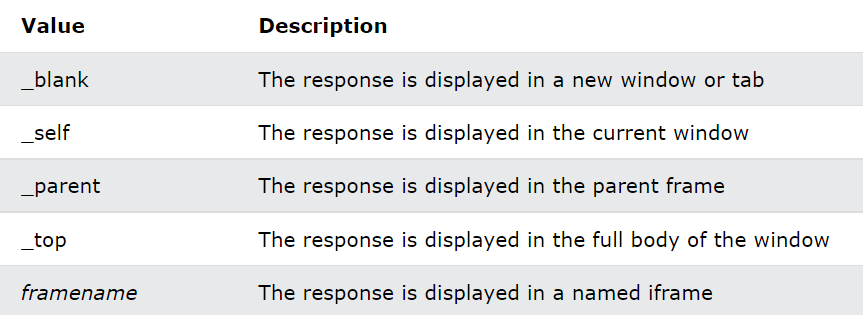 Value Description
_blank The response is displayed in a new window or tab
_self The response is displayed in the current window
_parent The response is displayed in the parent frame
_top The response is displayed in the full body of the window
framename The response is displayed in a named iframe